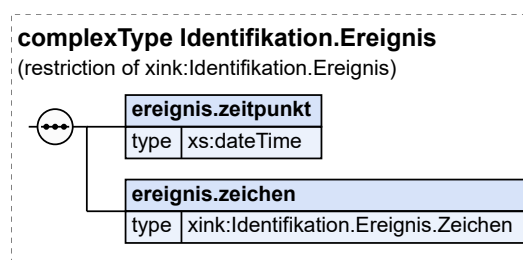 complexType Identifikation.Ereignis
(restriction of xink:Identifikation.Ereignis)
ereignis.zeitpunkt
type xs:dateTime
ereignis.zeichen
type xink:Identifikation.Ereignis.Zeichen